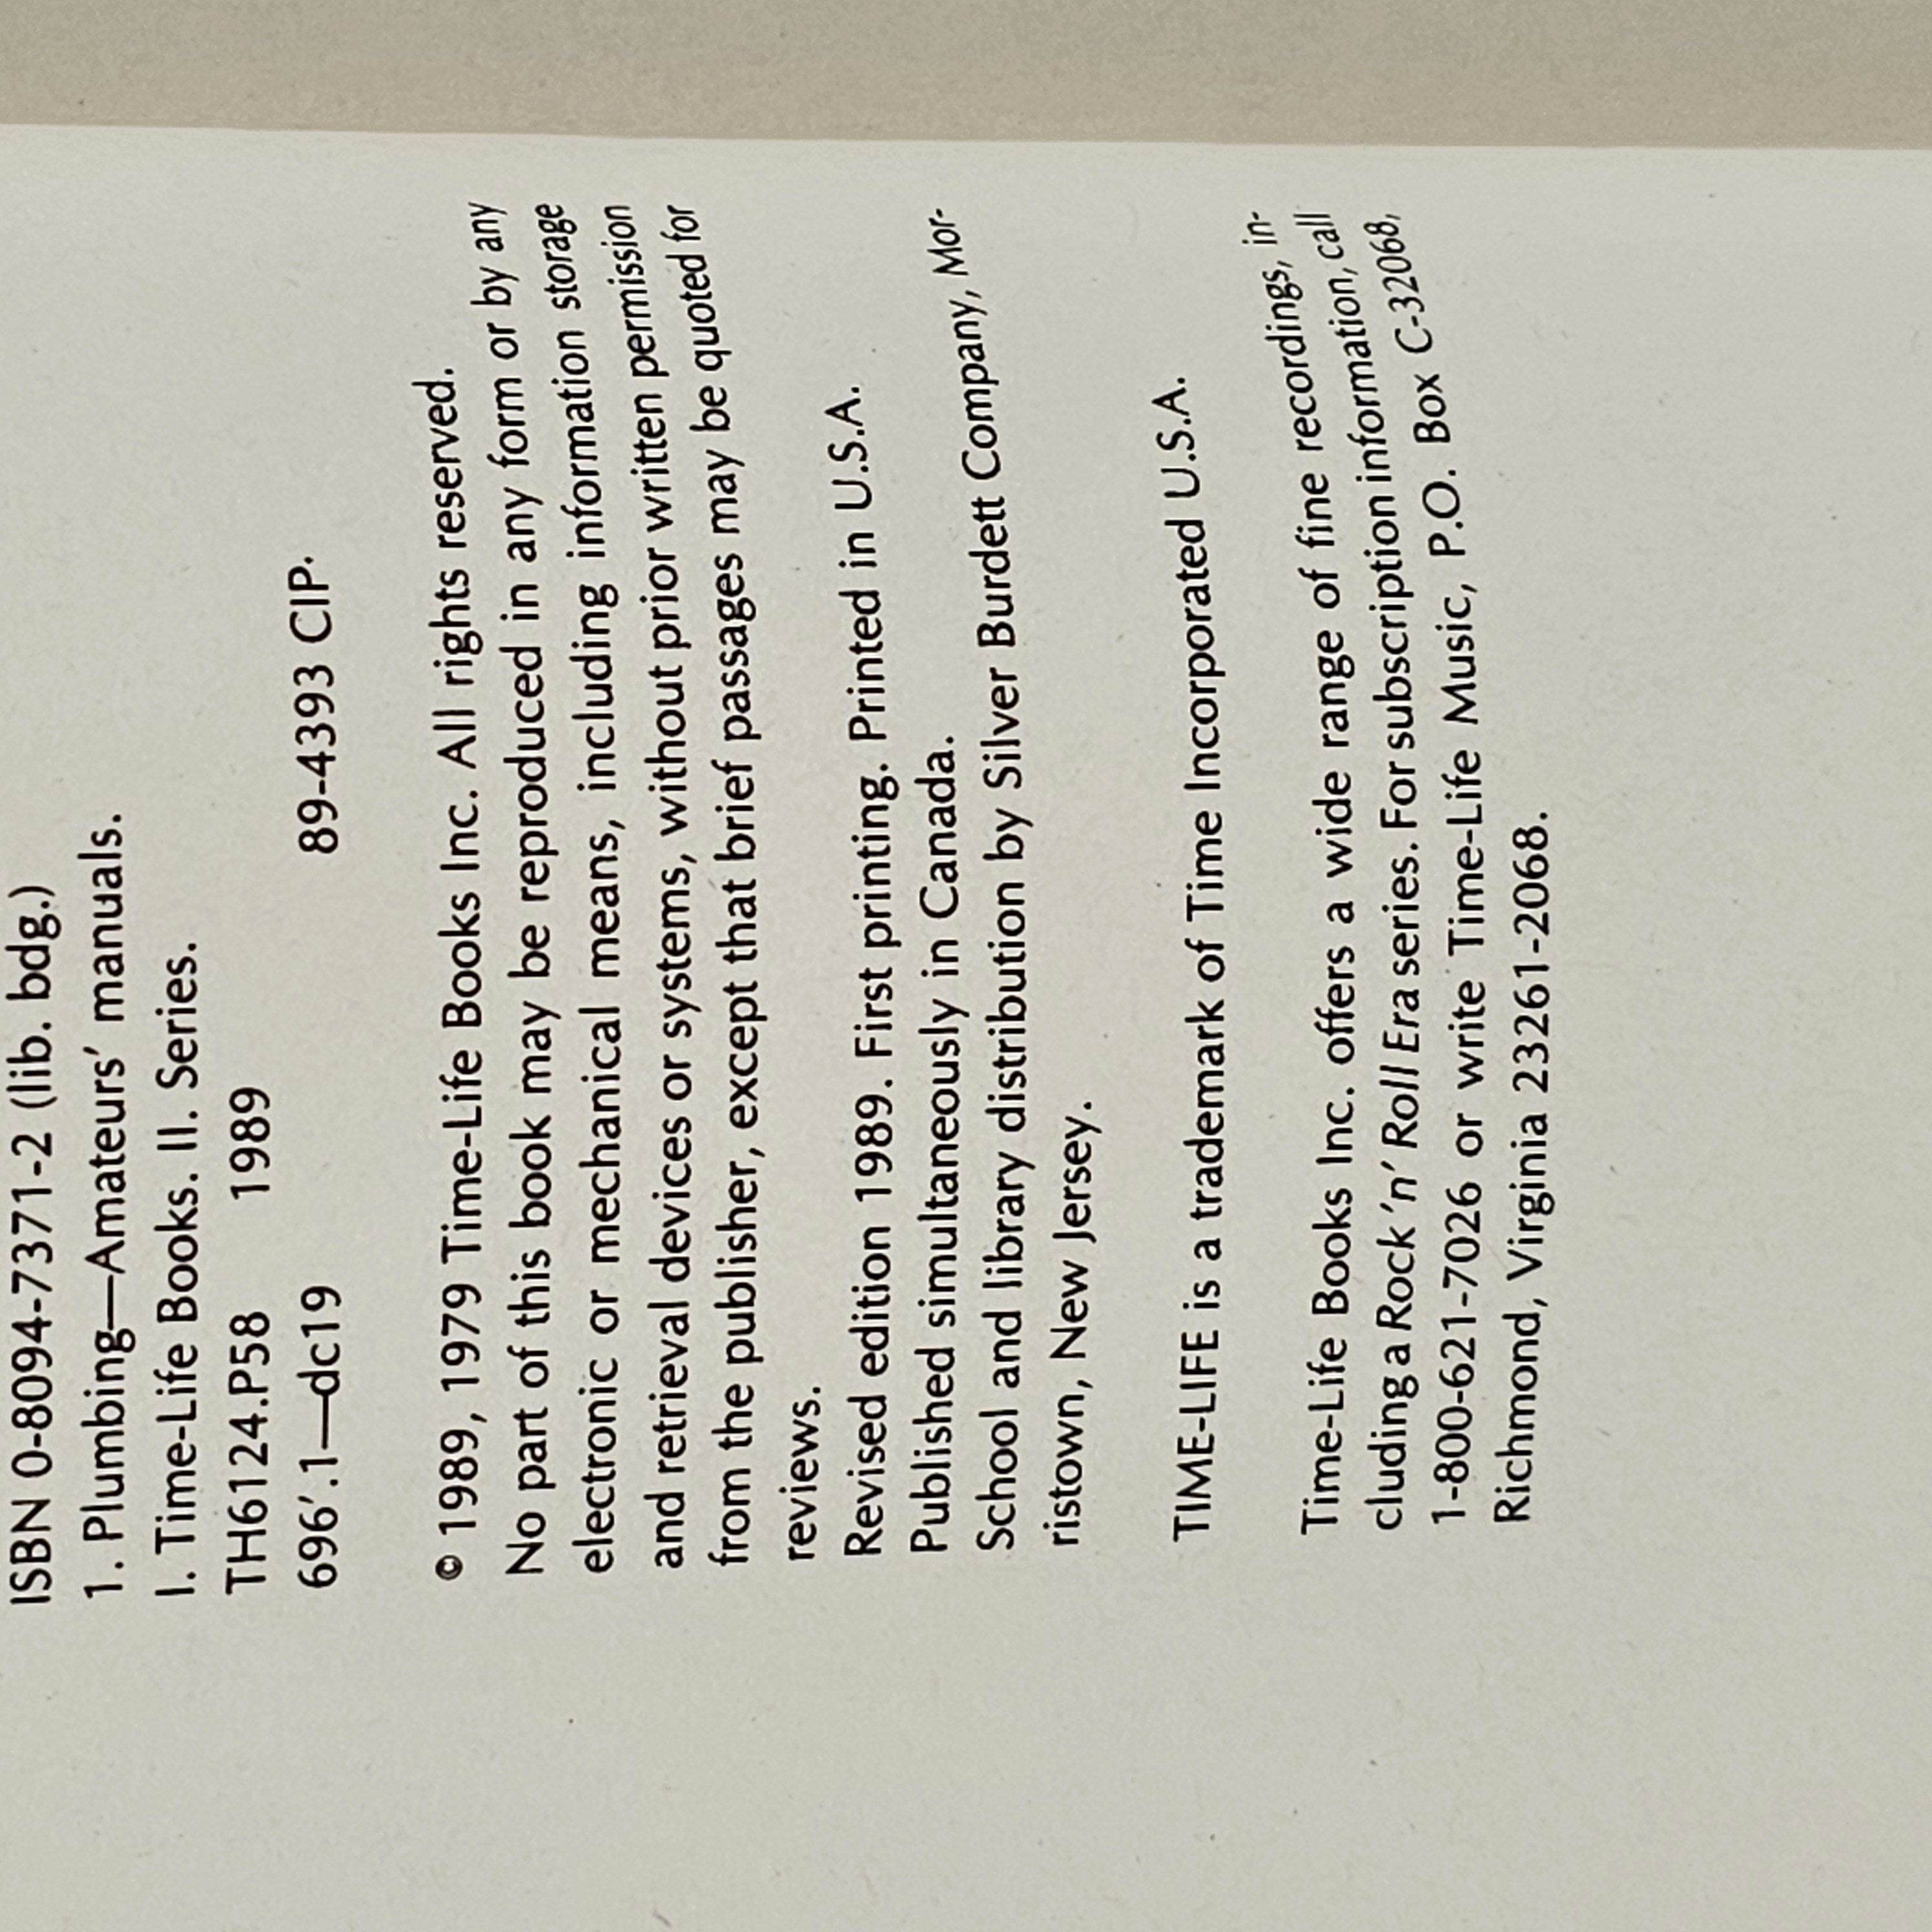 ISBN 0-8094-7371-2 (lib. bdg.)
1. Plumbing—Amateurs' manuals.
I. Time-Life Books. II. Series.
TH6124.P58 1989
696'.1—dc19 89-4393 CIP.
© 1989, 1979 Time-Life Books Inc. All rights reserved.
No part of this book may be reproduced in any form or by any
electronic or mechanical means, including information storage
and retrieval devices or systems, without prior written permission
from the publisher, except that brief passages may be quoted for
reviews.
Revised edition 1989. First printing. Printed in U.S.A.
Published simultaneously in Canada.
School and library distribution by Silver Burdett Company, Mor-
ristown, New Jersey.
TIME-LIFE is a trademark of Time Incorporated U.S.A.
Time-Life Books Inc. offers a wide range of fine recordings, in-
cluding a Rock 'n' Roll Era series. For subscription information, call
1-800-621-7026 or write Time-Life Music, P.O. Box C-32068,
Richmond, Virginia 23261-2068.